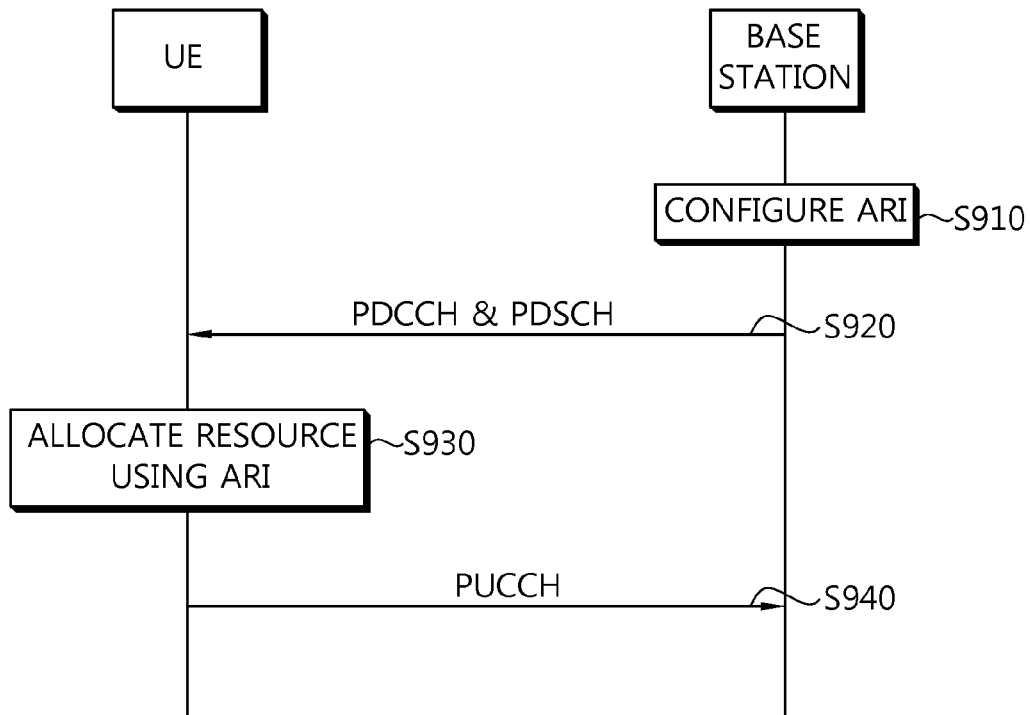 UE
BASE
STATION
CONFIGURE ARI
S910
PDCCH & PDSCH
S920
ALLOCATE RESOURCE
USING ARI
S930
PUCCH
S940